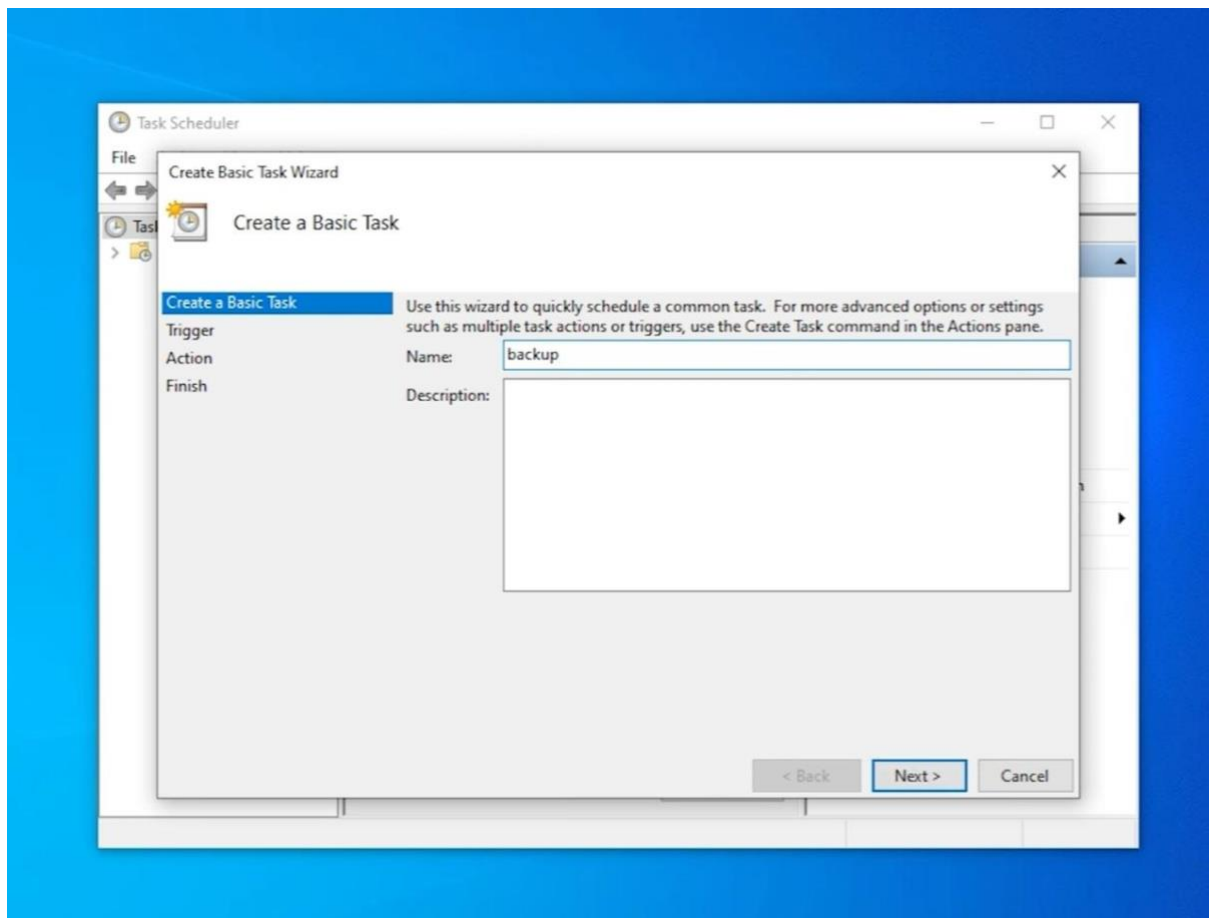 Task Scheduler
File
Create Basic Task Wizard
Create a Basic Task
Create a Basic Task
Use this wizard to quickly schedule a common task. For more advanced options or settings
such as multiple task actions or triggers, use the Create Task command in the Actions pane.
Trigger
Name: backup
Action
Finish
Description:
< Back Next > Cancel